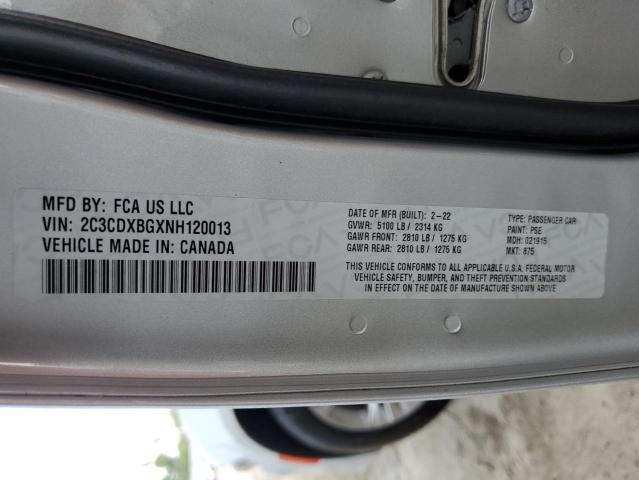 MFD BY: FCA US LLC
VIN: 2C3CDXBGXNH120013
VEHICLE MADE IN: CANADA
DATE OF MFR (BUILT): 2-22
GVWR: 5100 LB / 2314 KG
GAWR FRONT: 2810 LB / 1275 KG
GAWR REAR: 2810 LB / 1275 KG
TYPE: PASSENGER CAR
PAINT: PSE
MDH: 021915
MKT: 875
THIS VEHICLE CONFORMS TO ALL APPLICABLE U.S.A. FEDERAL MOTOR
VEHICLE SAFETY, BUMPER, AND THEFT PREVENTION STANDARDS
IN EFFECT ON THE DATE OF MANUFACTURE SHOWN ABOVE.